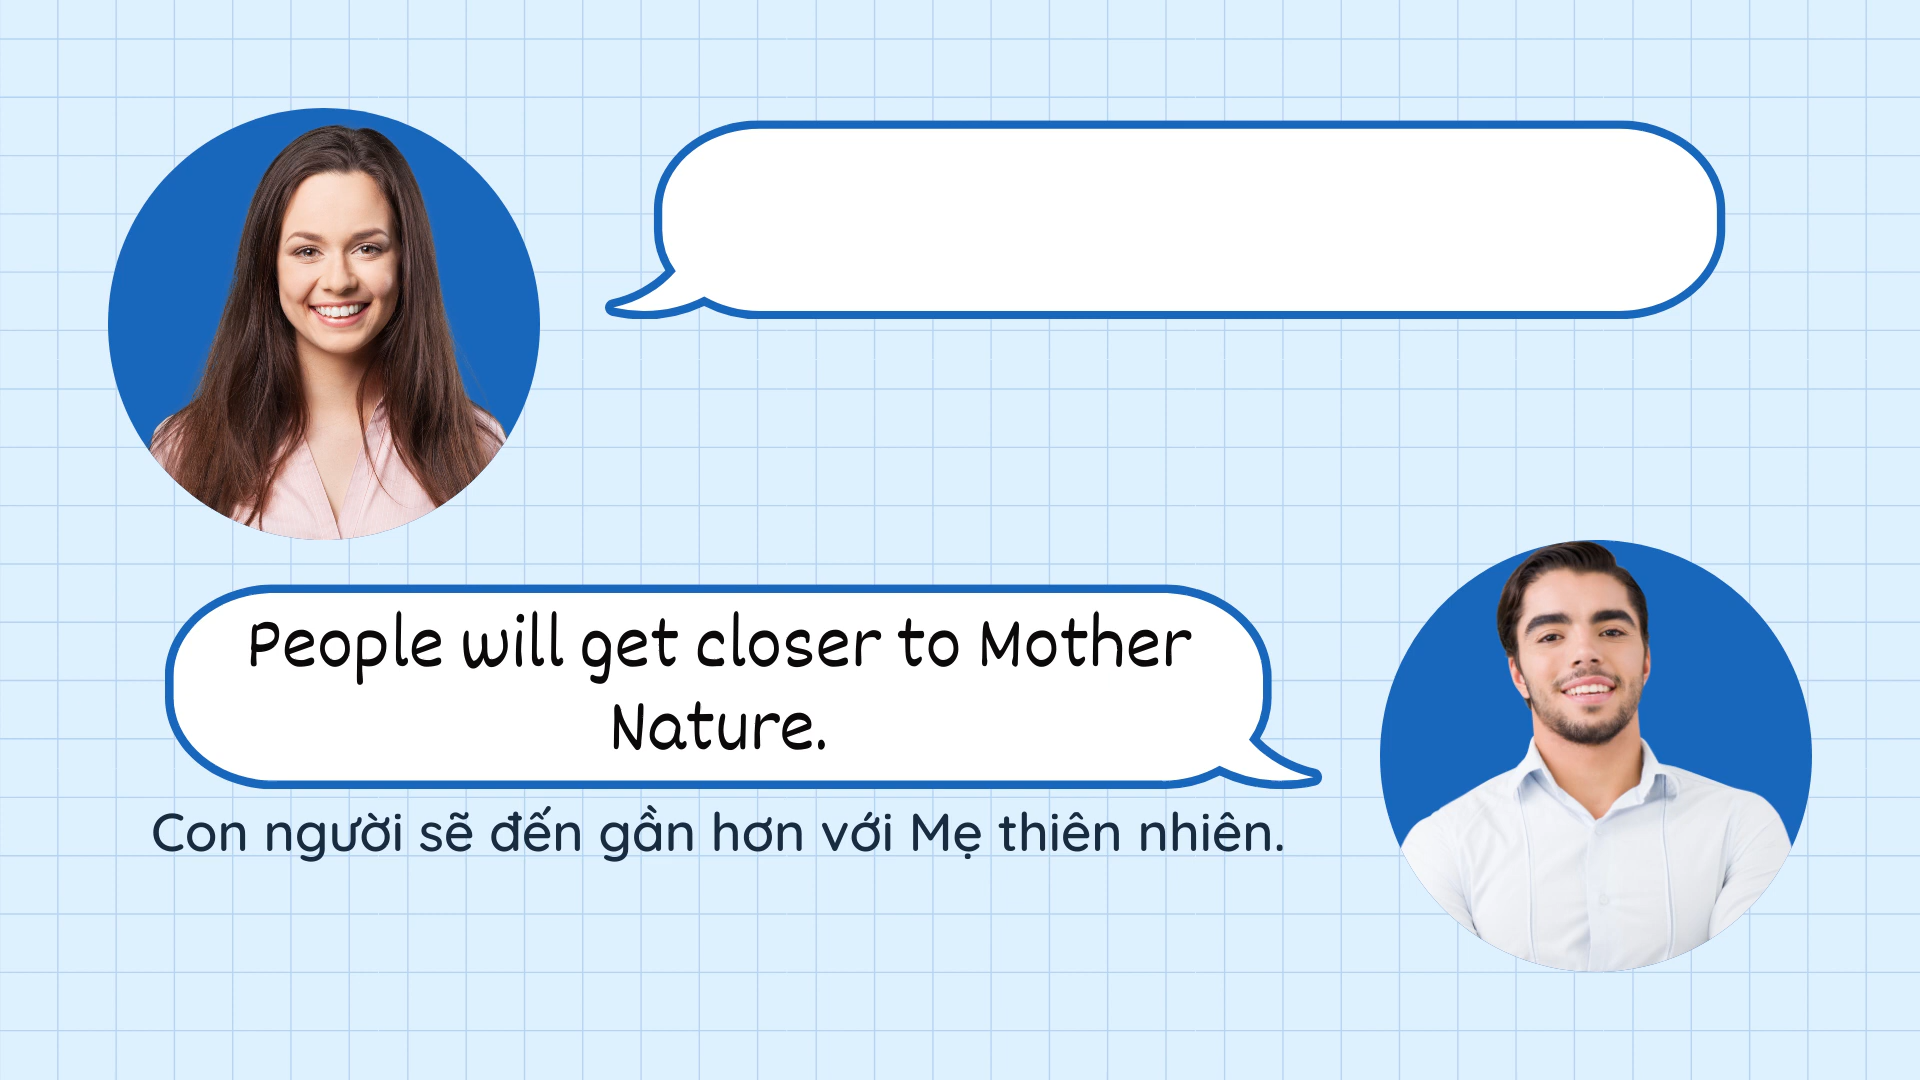 People will get closer to Mother
Nature.
Con người sẽ đến gần hơn với Mẹ thiên nhiên.